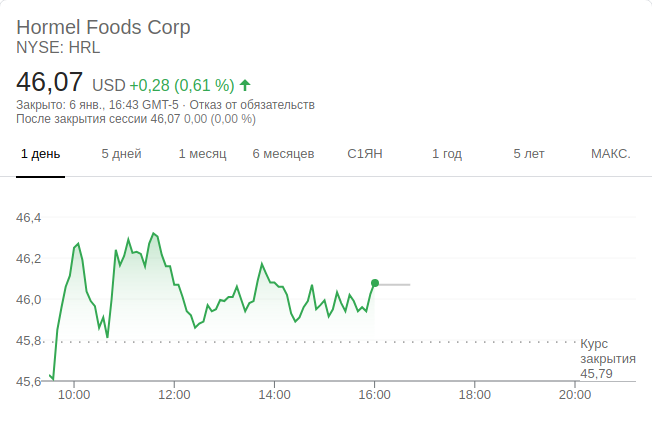 Hormel Foods Corp
NYSE: HRL
46,07 USD +0,28 (0,61 %)
Закрыто: 6 янв., 16:43 GMT-5 · Отказ от обязательств
После закрытия сессии 46,07 0,00 (0,00 %)
1 день 5 дней 1 месяц 6 месяцев С1ЯН 1 год 5 лет МАКС.
46,4
46,2
46,0
45,8
45,6
Курс
закрытия
45,79
10:00 12:00 14:00 16:00 18:00 20:00